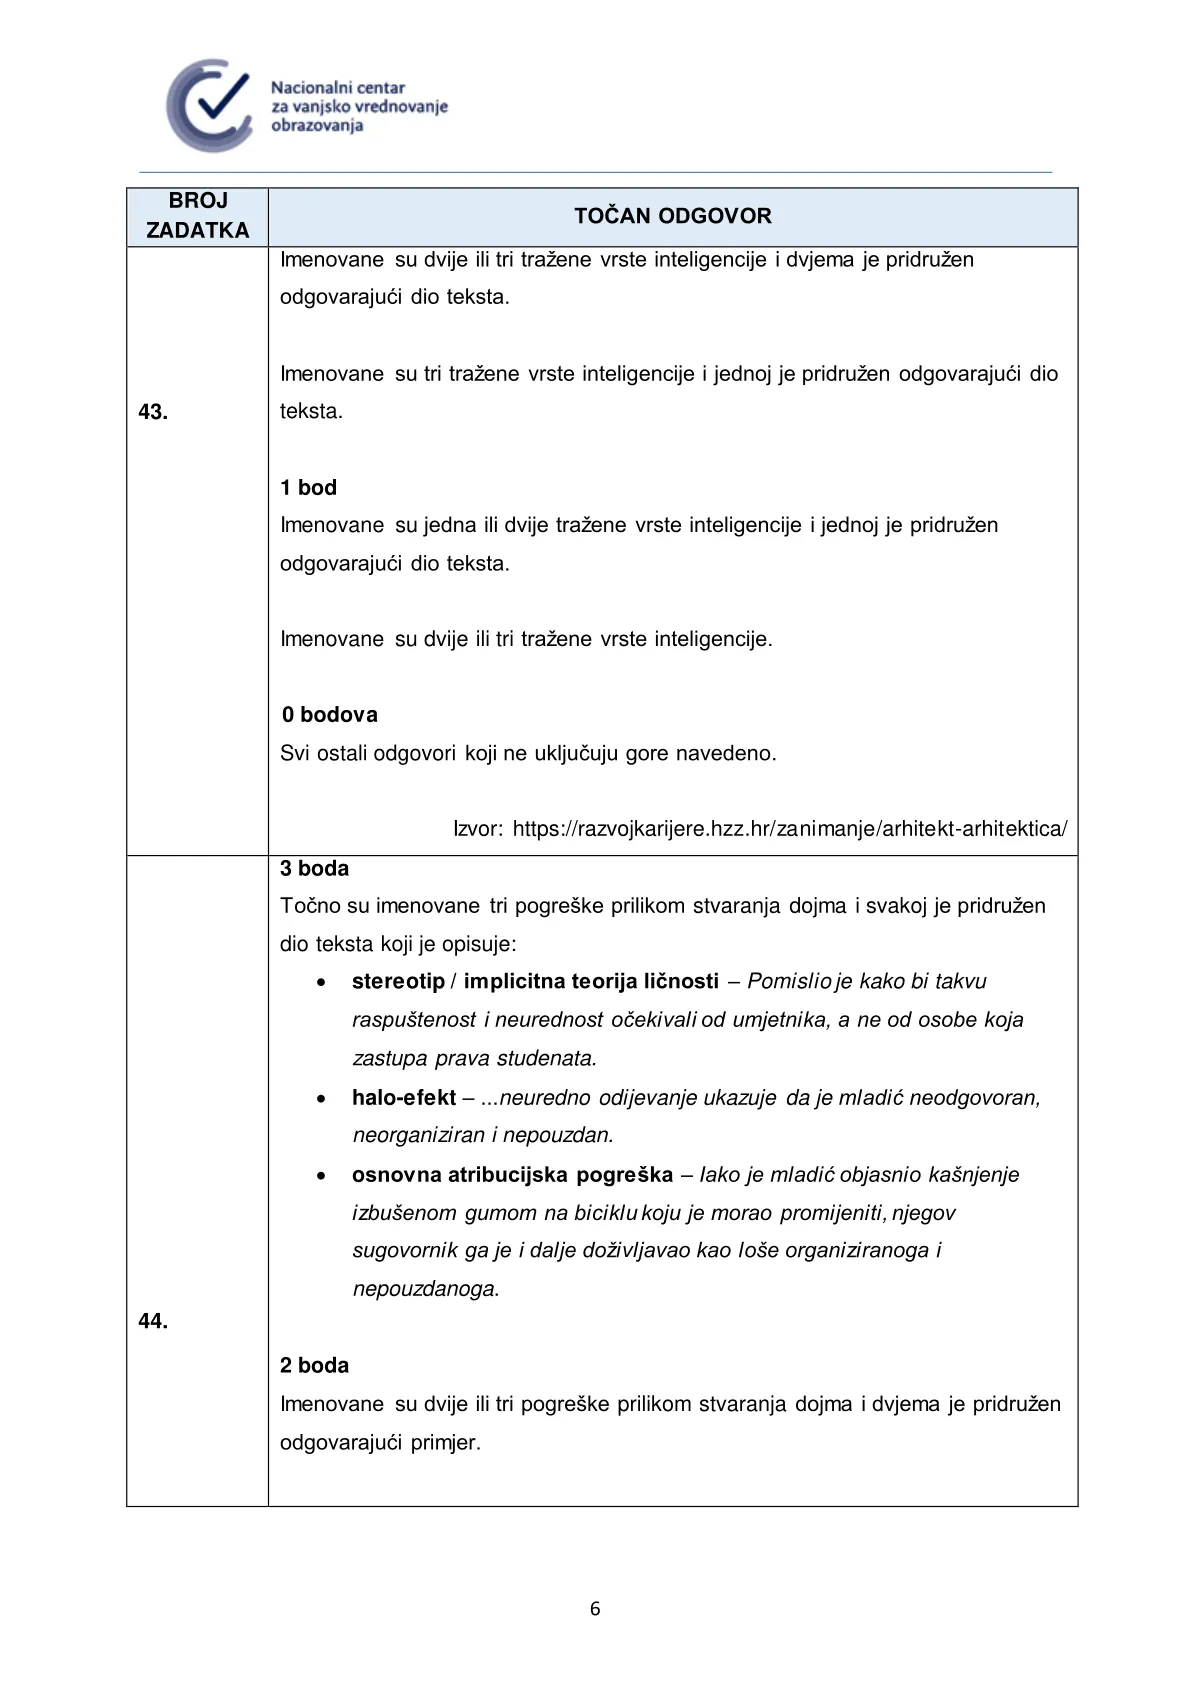 Nacionalni centar
za vanjsko vrednovanje
obrazovanja
BROJ
ZADATKA
TOČAN ODGOVOR
43.
Imenovane su dvije ili tri tražene vrste inteligencije i dvjema je pridružen
odgovarajući dio teksta.
Imenovane su tri tražene vrste inteligencije i jednoj je pridružen odgovarajući dio
teksta.
1 bod
Imenovane su jedna ili dvije tražene vrste inteligencije i jednoj je pridružen
odgovarajući dio teksta.
Imenovane su dvije ili tri tražene vrste inteligencije.
0 bodova
Svi ostali odgovori koji ne uključuju gore navedeno.
Izvor: https://razvojkarijere.hzz.hr/zanimanje/arhitekt-arhitektica/
44.
3 boda
Točno su imenovane tri pogreške prilikom stvaranja dojma i svakoj je pridružen
dio teksta koji je opisuje:
• stereotip / implicitna teorija ličnosti – Pomislio je kako bi takvu
raspuštenost i neurednost očekivali od umjetnika, a ne od osobe koja
zastupa prava studenata.
• halo-efekt – ...neuredno odijevanje ukazuje da je mladić neodgovoran,
neorganiziran i nepouzdan.
• osnovna atribucijska pogreška – Iako je mladić objasnio kašnjenje
izbušenom gumom na biciklu koju je morao promijeniti, njegov
sugovornik ga je i dalje doživljavao kao loše organiziranoga i
nepouzdanoga.
2 boda
Imenovane su dvije ili tri pogreške prilikom stvaranja dojma i dvjema je pridružen
odgovarajući primjer.
6